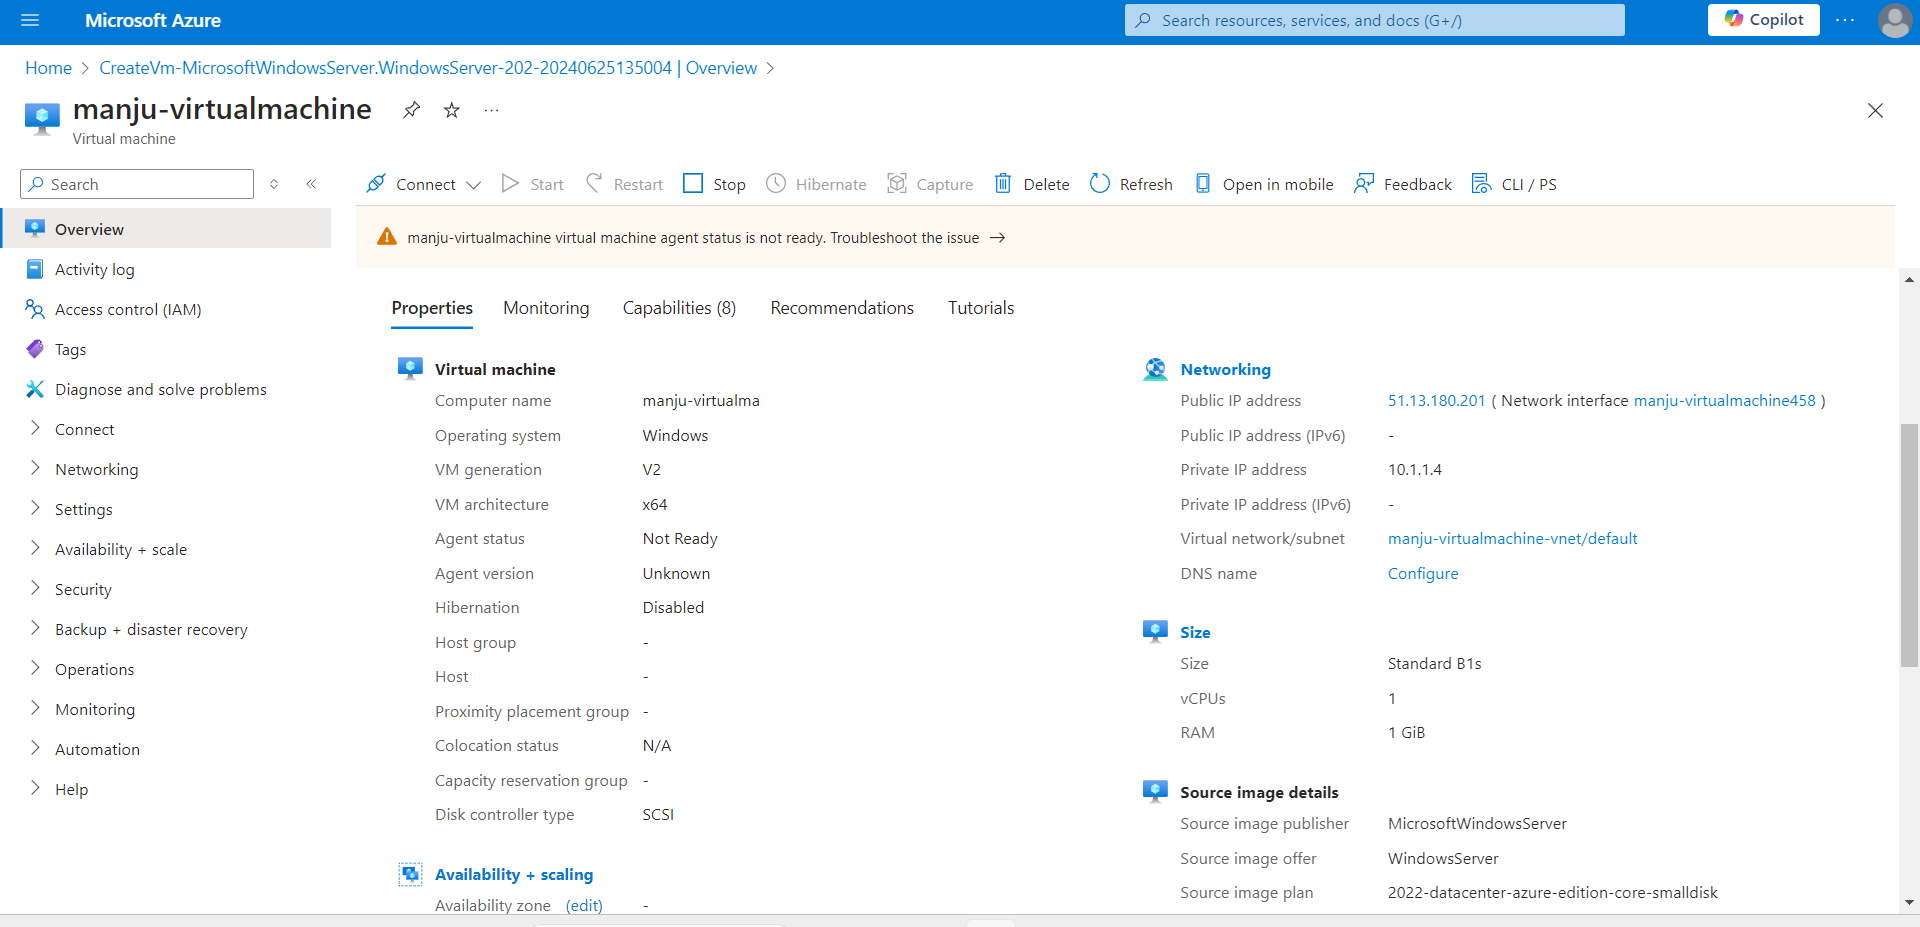 Microsoft Azure
Search resources, services, and docs (G+/)
Copilot
Home > CreateVm-MicrosoftWindowsServer.WindowsServer-202-20240625135004 | Overview >
manju-virtualmachine
Virtual machine
Search
Connect
Start
Restart
Stop
Hibernate
Capture
Delete
Refresh
Open in mobile
Feedback
CLI / PS
Overview
Activity log
Access control (IAM)
Tags
Diagnose and solve problems
Connect
Networking
Settings
Availability + scale
Security
Backup + disaster recovery
Operations
Monitoring
Automation
Help
manju-virtualmachine virtual machine agent status is not ready. Troubleshoot the issue →
Properties
Monitoring
Capabilities (8)
Recommendations
Tutorials
Virtual machine
Computer name manju-virtualma
Operating system Windows
VM generation V2
VM architecture x64
Agent status Not Ready
Agent version Unknown
Hibernation Disabled
Host group -
Host -
Proximity placement group -
Colocation status N/A
Capacity reservation group -
Disk controller type SCSI
Availability + scaling
Availability zone (edit) -
Networking
Public IP address 51.13.180.201 ( Network interface manju-virtualmachine458 )
Public IP address (IPv6) -
Private IP address 10.1.1.4
Private IP address (IPv6) -
Virtual network/subnet manju-virtualmachine-vnet/default
DNS name Configure
Size
Size Standard B1s
vCPUs 1
RAM 1 GiB
Source image details
Source image publisher MicrosoftWindowsServer
Source image offer WindowsServer
Source image plan 2022-datacenter-azure-edition-core-smalldisk